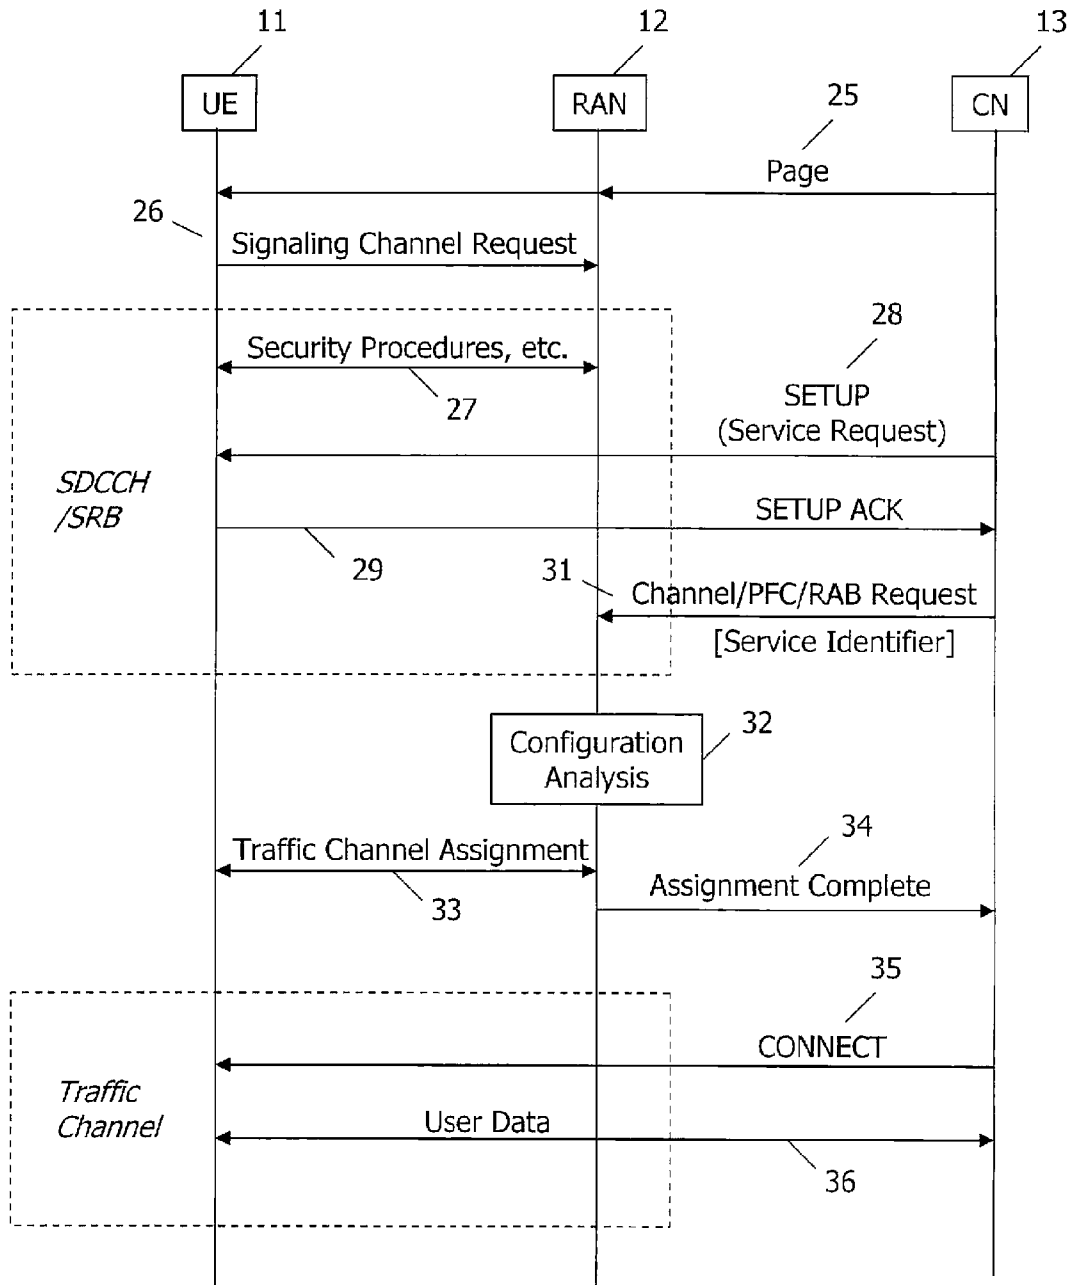 11
12
13
UE
RAN
CN
25
Page
26
Signaling Channel Request
28
Security Procedures, etc.
27
SETUP
(Service Request)
SDCCH
/SRB
SETUP ACK
29
31
Channel/PFC/RAB Request
[Service Identifier]
32
Configuration
Analysis
34
Traffic Channel Assignment
33
Assignment Complete
35
CONNECT
Traffic
Channel
User Data
36